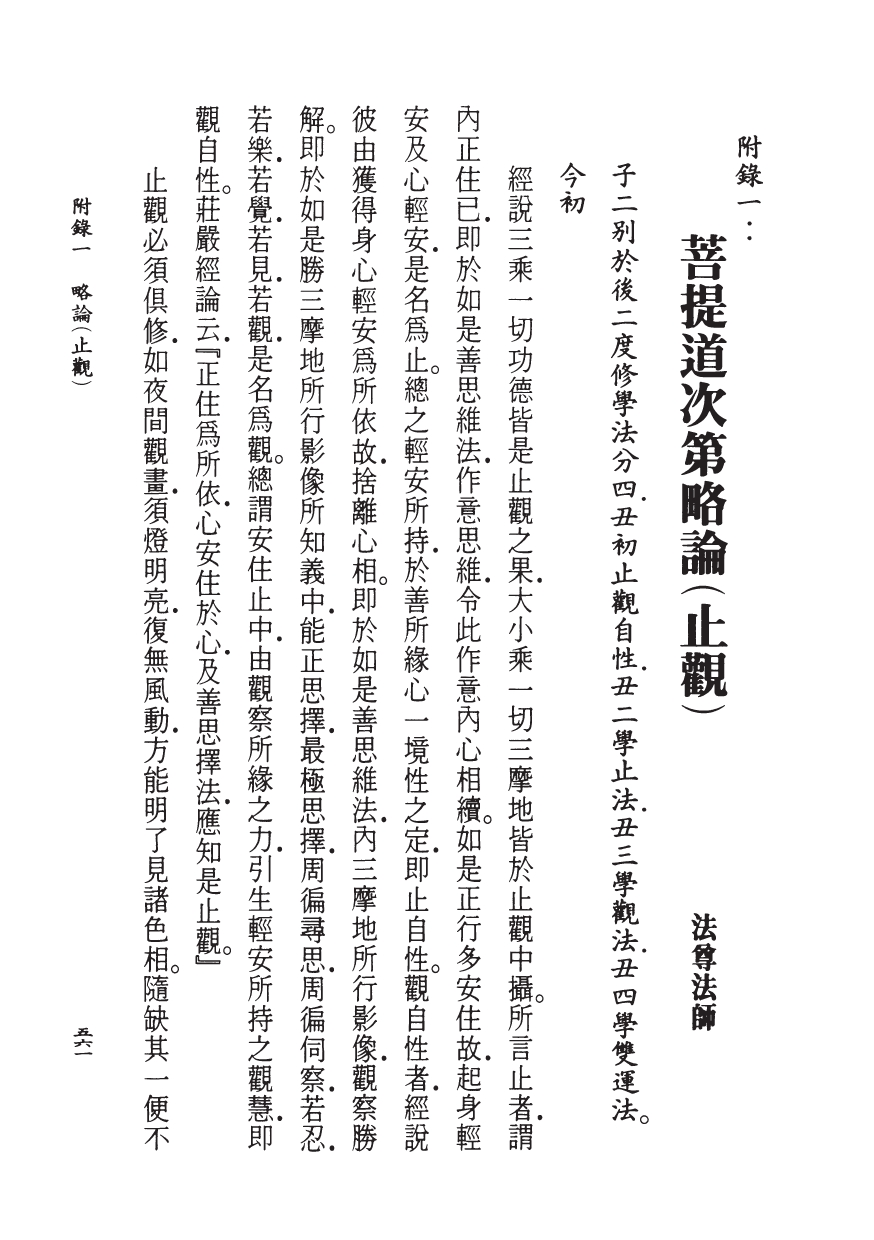 附錄一：
菩提道次第略論（止觀）　法尊法師
子二別於後二度修學法分四．丑初止觀自性．丑二學止法．丑三學觀法．丑四學雙運法。
今初
經說三乘一切功德皆是止觀之果．大小乘一切三摩地皆於止觀中攝。所言止者．謂
內正住已．即於如是善思維法．作意思維．令此作意內心相續。如是正行多安住故．起身輕
安及心輕安．是名爲止。總之輕安所持．於善所緣心一境性之定．即止自性。觀自性者．經說
彼由獲得身心輕安爲所依故．捨離心相。即於如是善思維法．內三摩地所行影像．觀察勝
解。即於如是勝三摩地所行影像所知義中．能正思擇．最極思擇．周徧尋思．周徧伺察．若忍．
若樂．若覺．若見．若觀．是名爲觀。總謂安住止中．由觀察所緣之力．引生輕安所持之觀慧．即
觀自性。莊嚴經論云．『正住爲所依．心安住於心．及善思擇法．應知是止觀。』
止觀必須俱修．如夜間觀畫．須燈明亮．復無風動．方能明了見諸色相。隨缺其一便不
附錄一　略論（止觀）　五六一